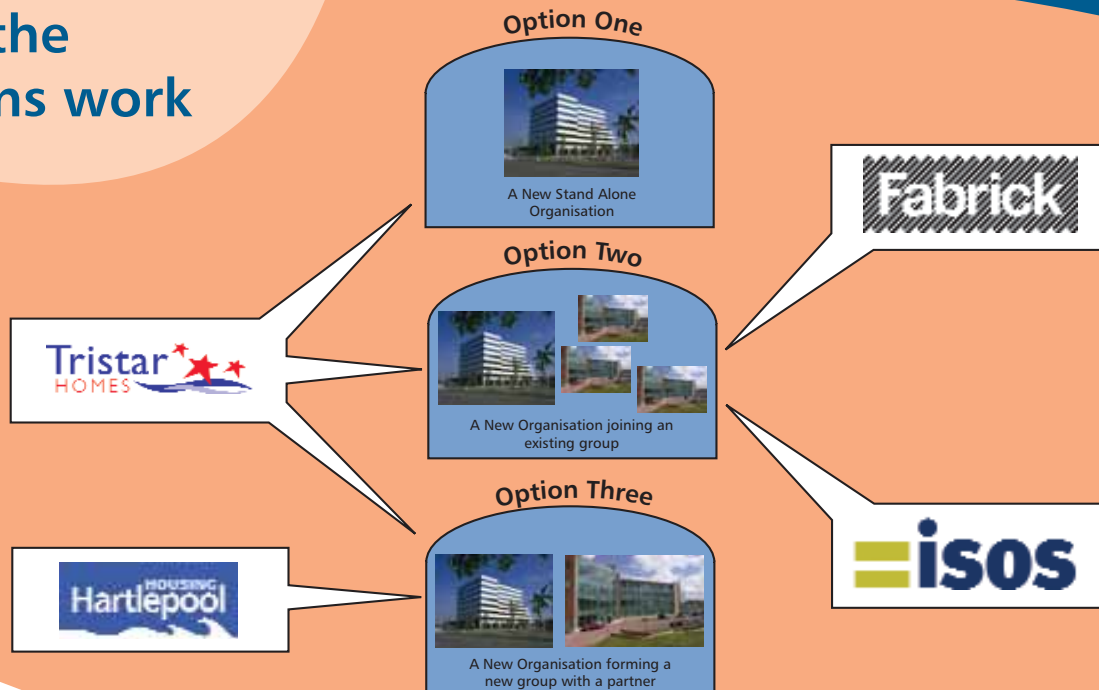 the
ns work
Option One
A New Stand Alone
Organisation
Fabrick
Option Two
Tristar
HOMES
A New Organisation joining an
existing group
Option Three
HOUSING
Hartlepool
isos
A New Organisation forming a
new group with a partner